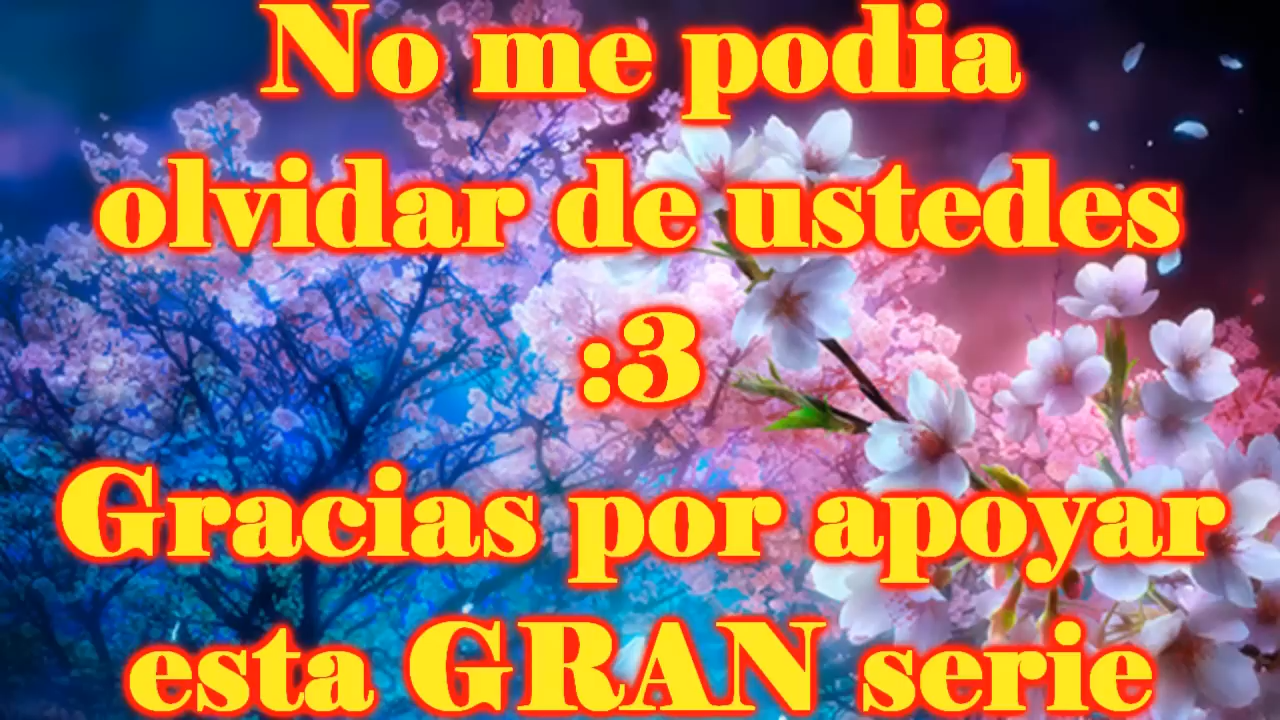 No me podia
olvidar de ustedes
:3
Gracias por apoyar
esta GRAN serie